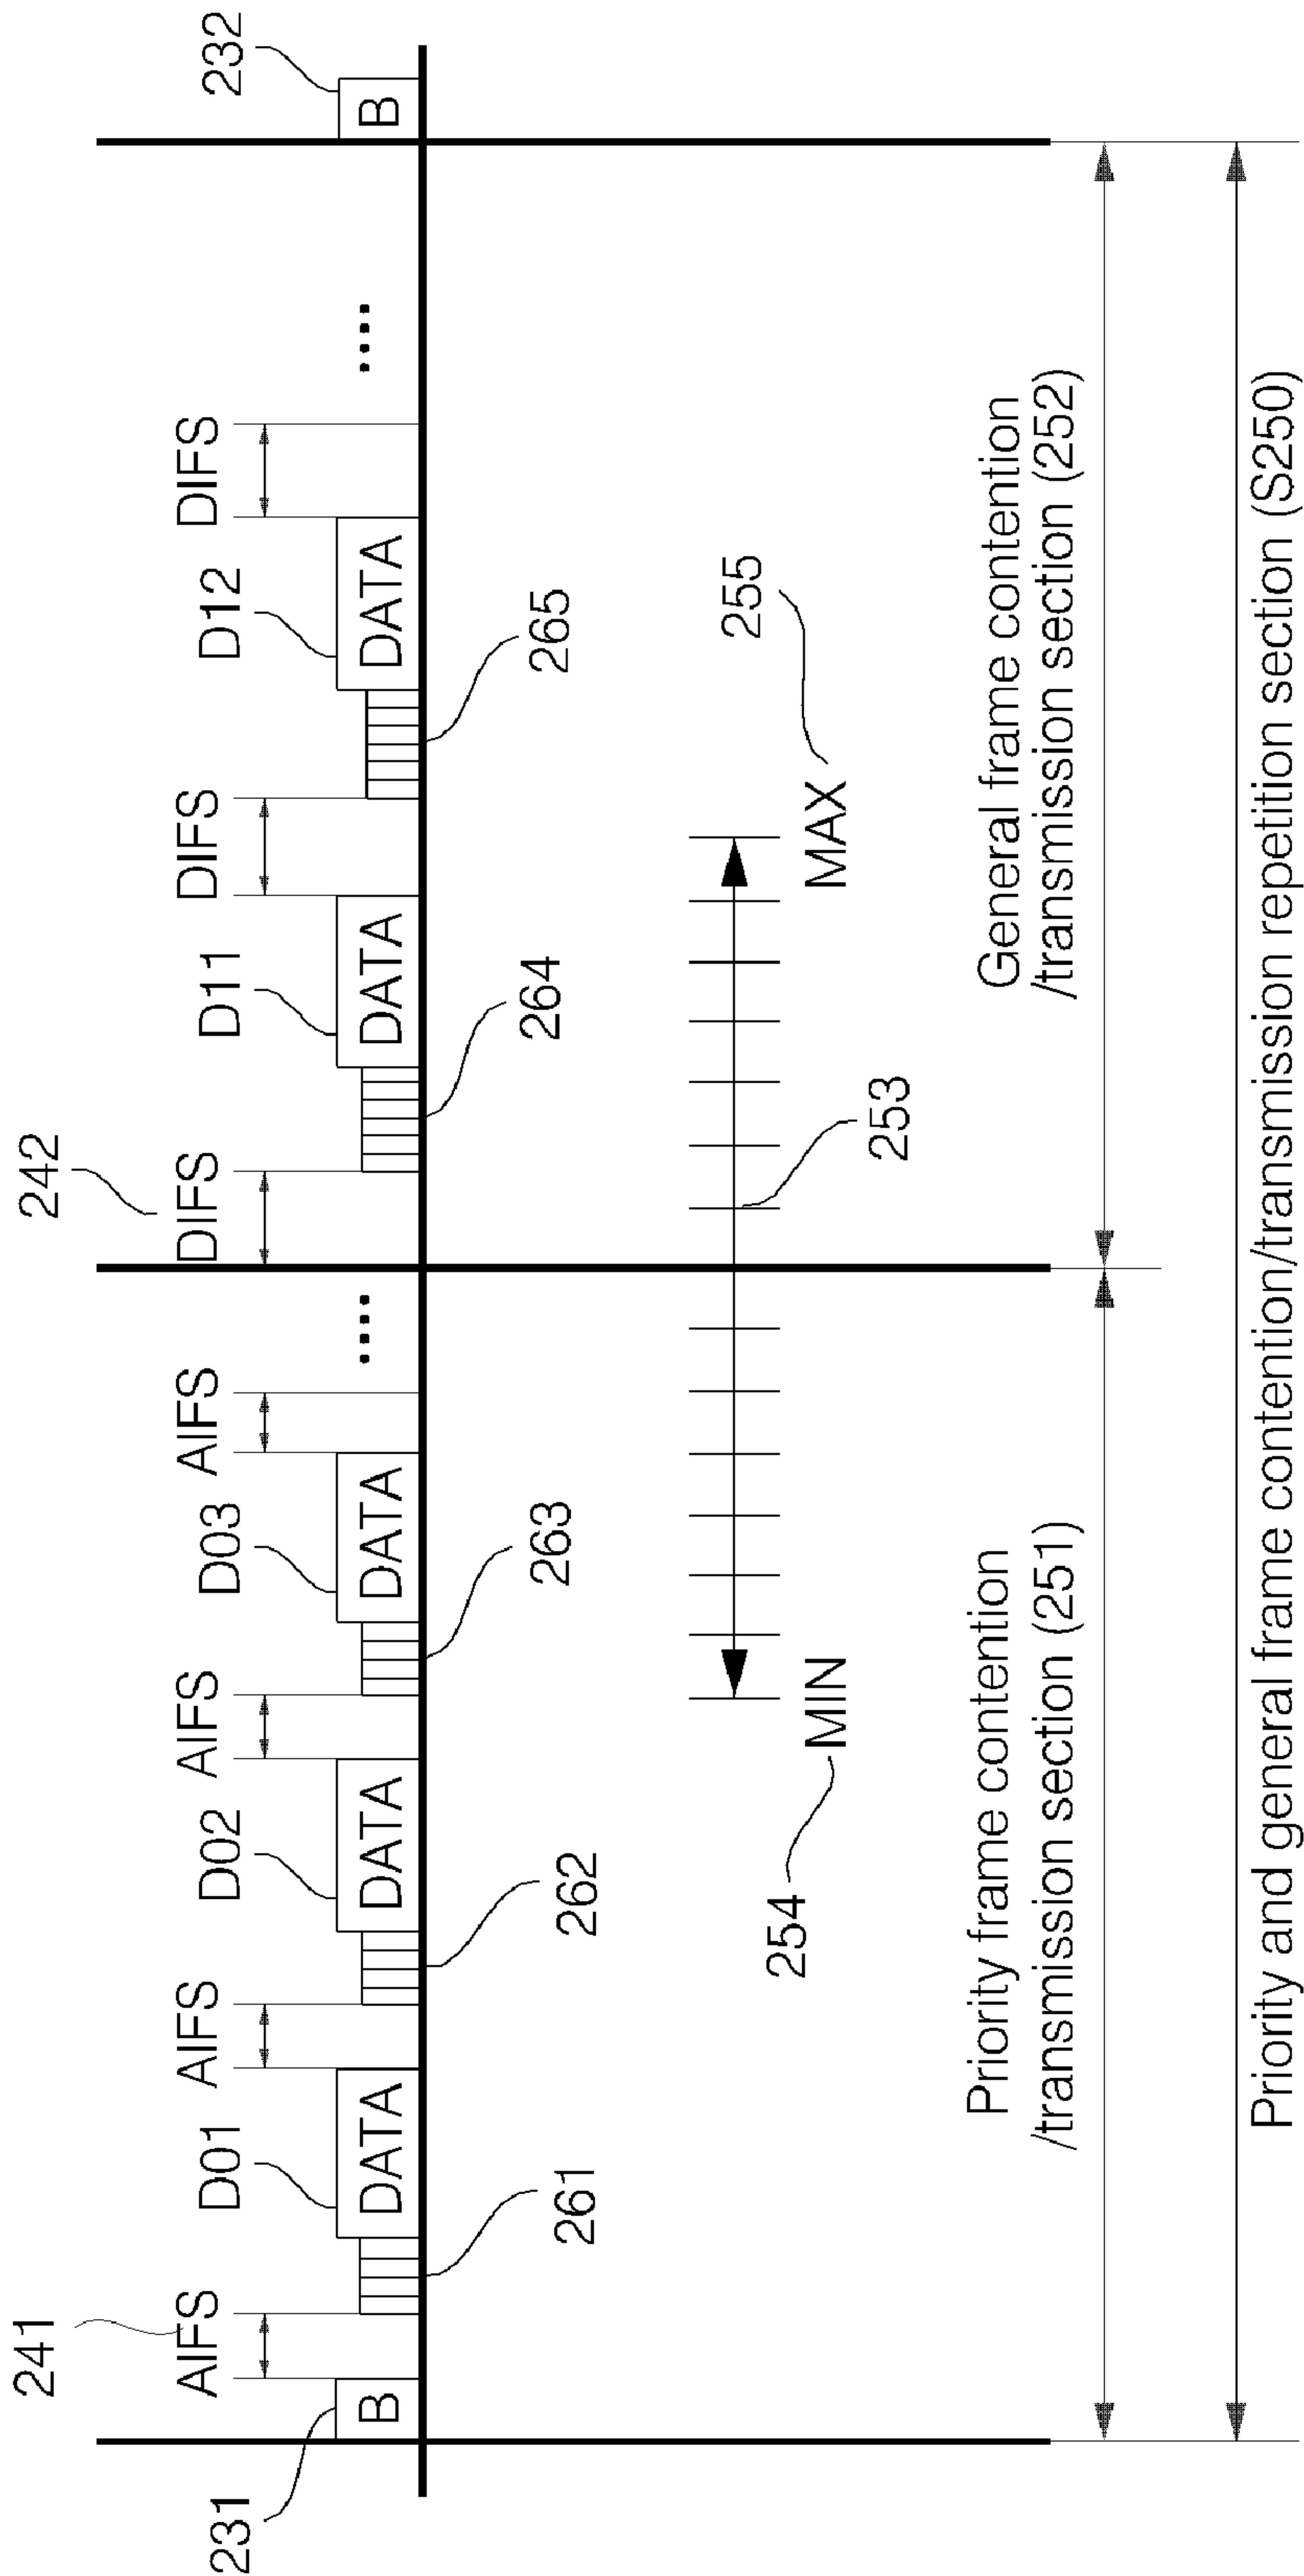 241
242
AIFS
AIFS
AIFS
AIFS
DIFS
DIFS
DIFS
231
D01
D02
D03
D11
D12
232
B
DATA
DATA
DATA
....
DATA
DATA
....
B
261
262
263
264
265
253
254
MIN
MAX
255
Priority frame contention
/transmission section (251)
General frame contention
/transmission section (252)
Priority and general frame contention/transmission repetition section (S250)